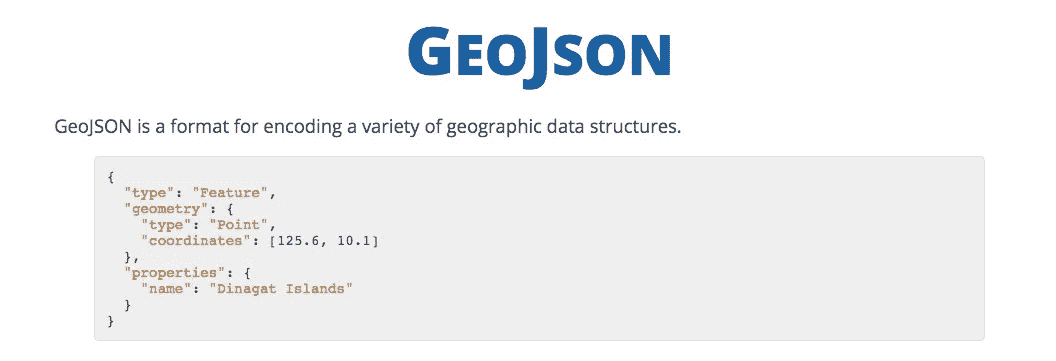 GEOJSON
GeoJSON is a format for encoding a variety of geographic data structures.
{
  "type": "Feature",
  "geometry": {
    "type": "Point",
    "coordinates": [125.6, 10.1]
  },
  "properties": {
    "name": "Dinagat Islands"
  }
}